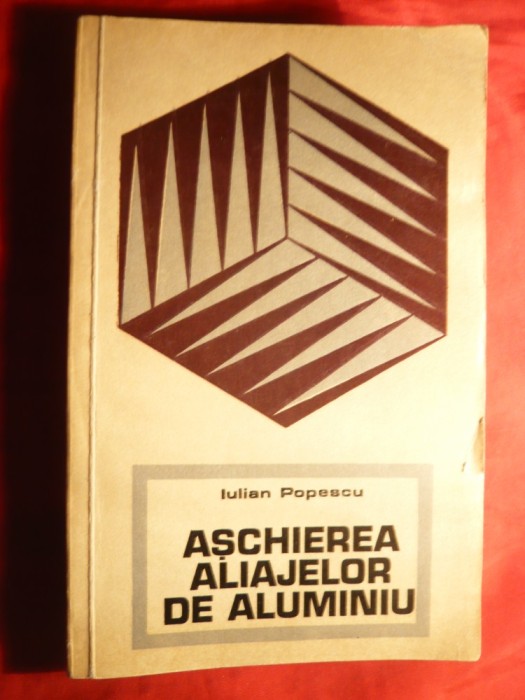 Iulian Popescu
AȘCHIEREA
ALIAJELOR
DE ALUMINIU